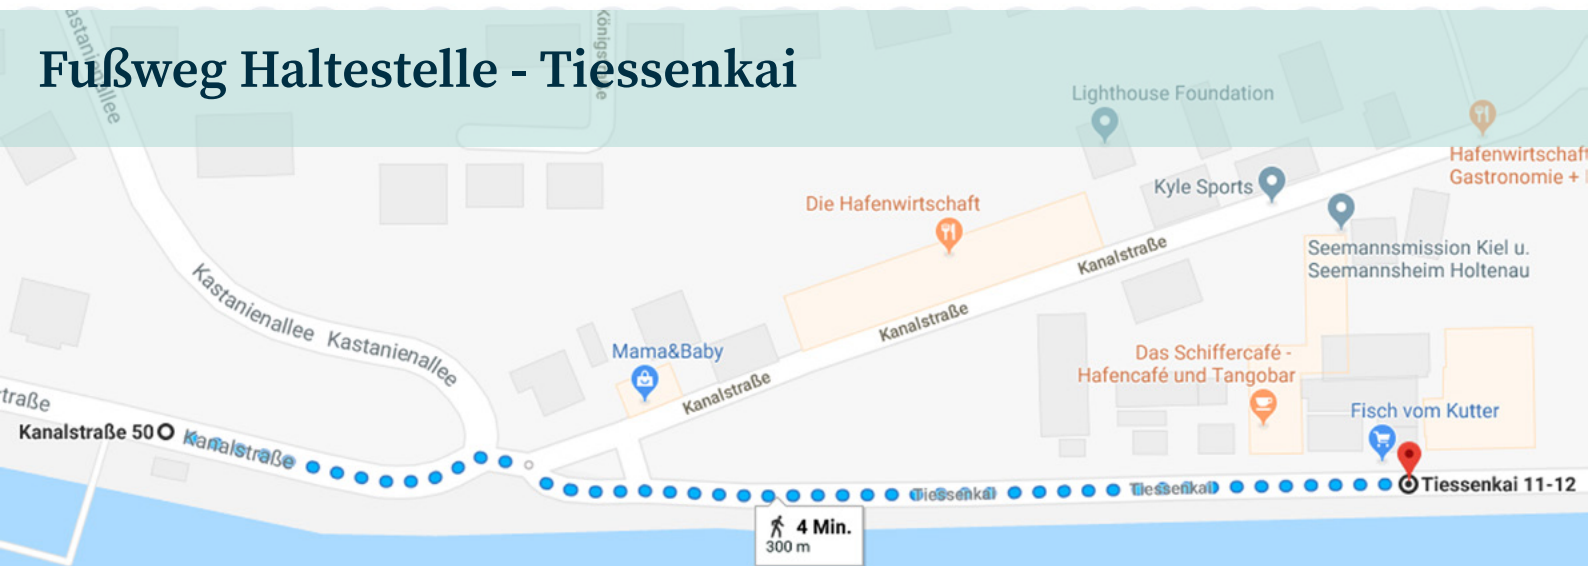 Fußweg Haltestelle - Tiessenkai
Kastanienallee
Lighthouse Foundation
Hafenwirtschaft
Gastronomie +
Kyle Sports
Die Hafenwirtschaft
Seemannsmission Kiel u.
Seemannsheim Holtenau
Kanalstraße
Kanalstraße
Kastanienallee
Kastanienallee
Mama&Baby
Das Schiffercafé -
Hafencafé und Tangobar
Kanalstraße
traße
Fisch vom Kutter
Kanalstraße 50
Kanalstraße
Tiessenkai
Tiessenkai
Tiessenkai 11-12
4 Min.
300 m